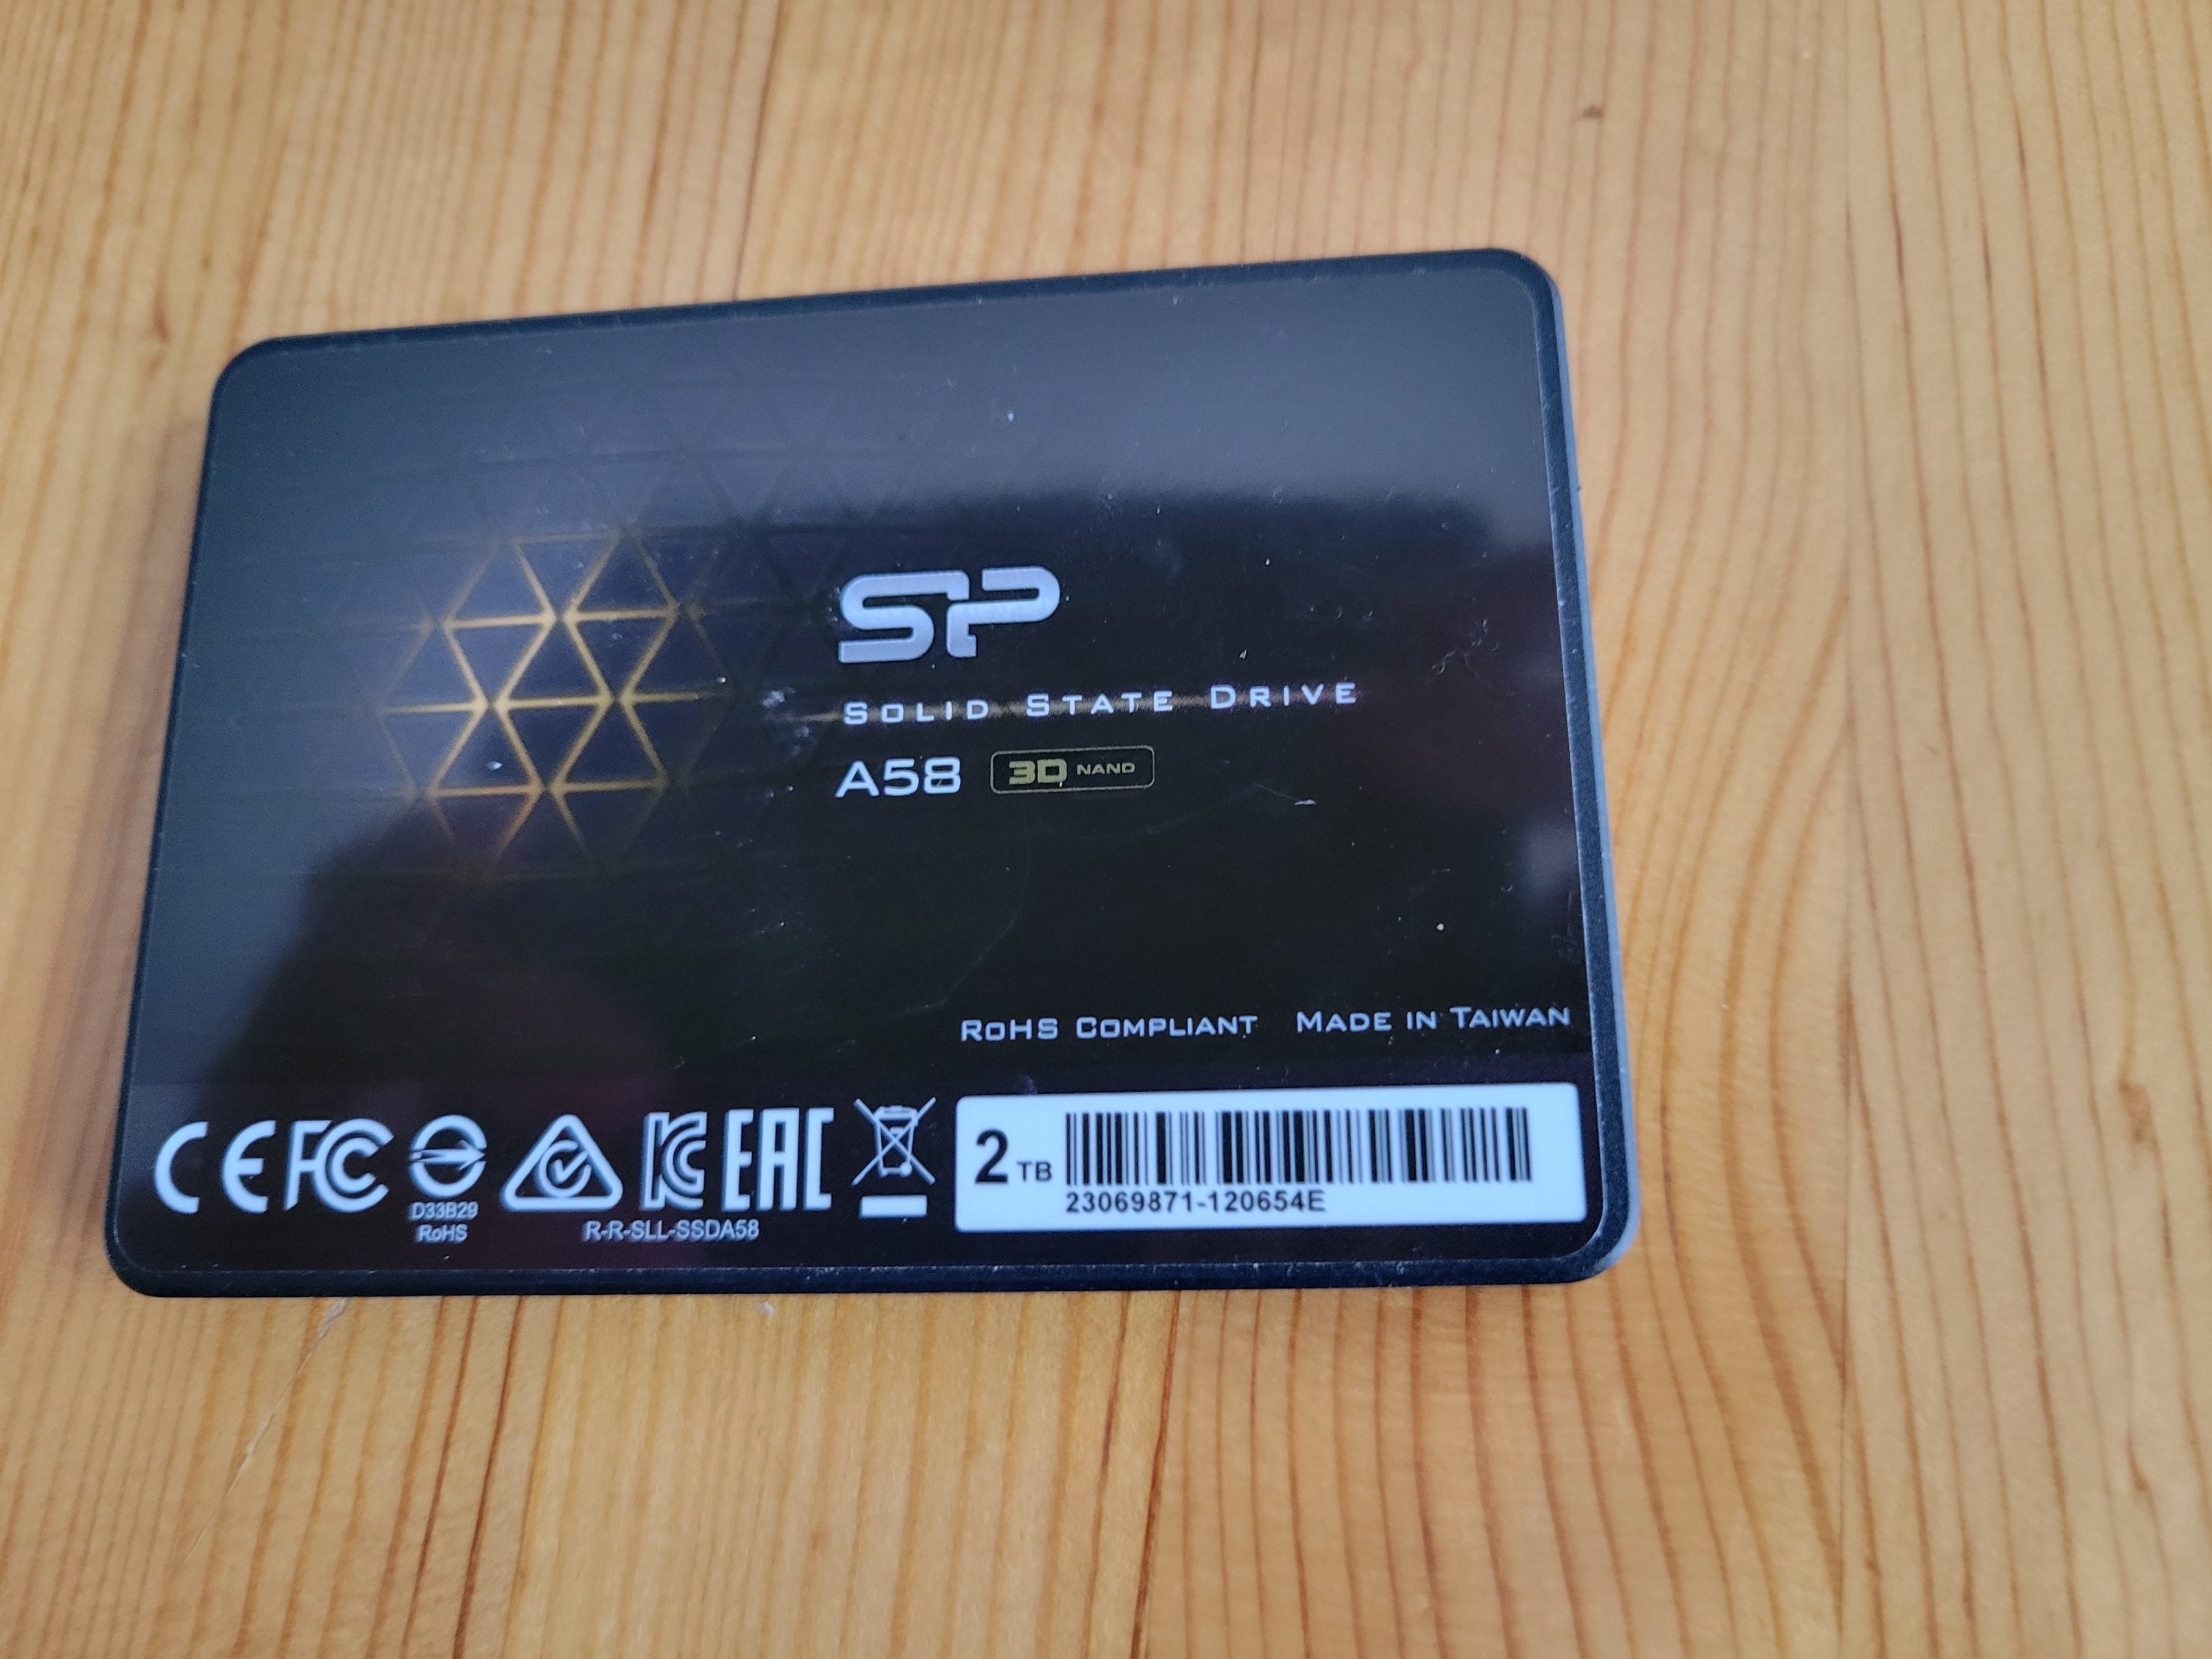 SP
SOLID STATE DRIVE
A58 3D NAND
RoHS COMPLIANT MADE IN TAIWAN
CE FC EAC
2 TB
23069871-120654E
D33B29
RoHS
R-R-SLL-SSDA58